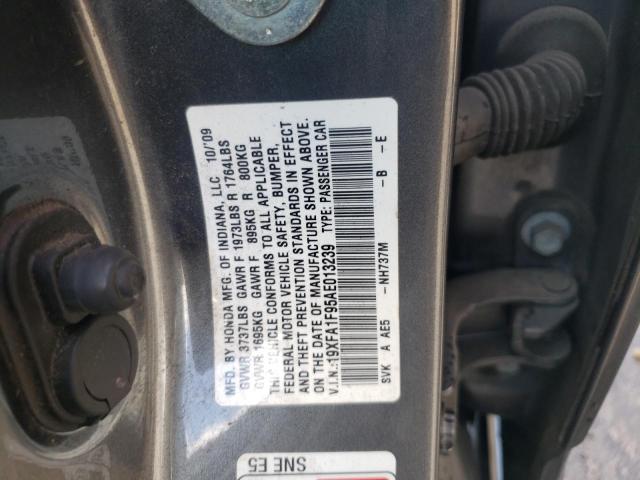 MFD. BY HONDA MFG. OF INDIANA, LLC 10/'09
GVWR 3737LBS GAWR F 1973LBS R 1764LBS
GVWR 1695KG GAWR F 895KG R 800KG
THIS VEHICLE CONFORMS TO ALL APPLICABLE
FEDERAL MOTOR VEHICLE SAFETY, BUMPER,
AND THEFT PREVENTION STANDARDS IN EFFECT
ON THE DATE OF MANUFACTURE SHOWN ABOVE.
V.I.N.:19XFA1F95AE013239 TYPE: PASSENGER CAR
SVK A AE5 -NH737M -B -E
SNE E5